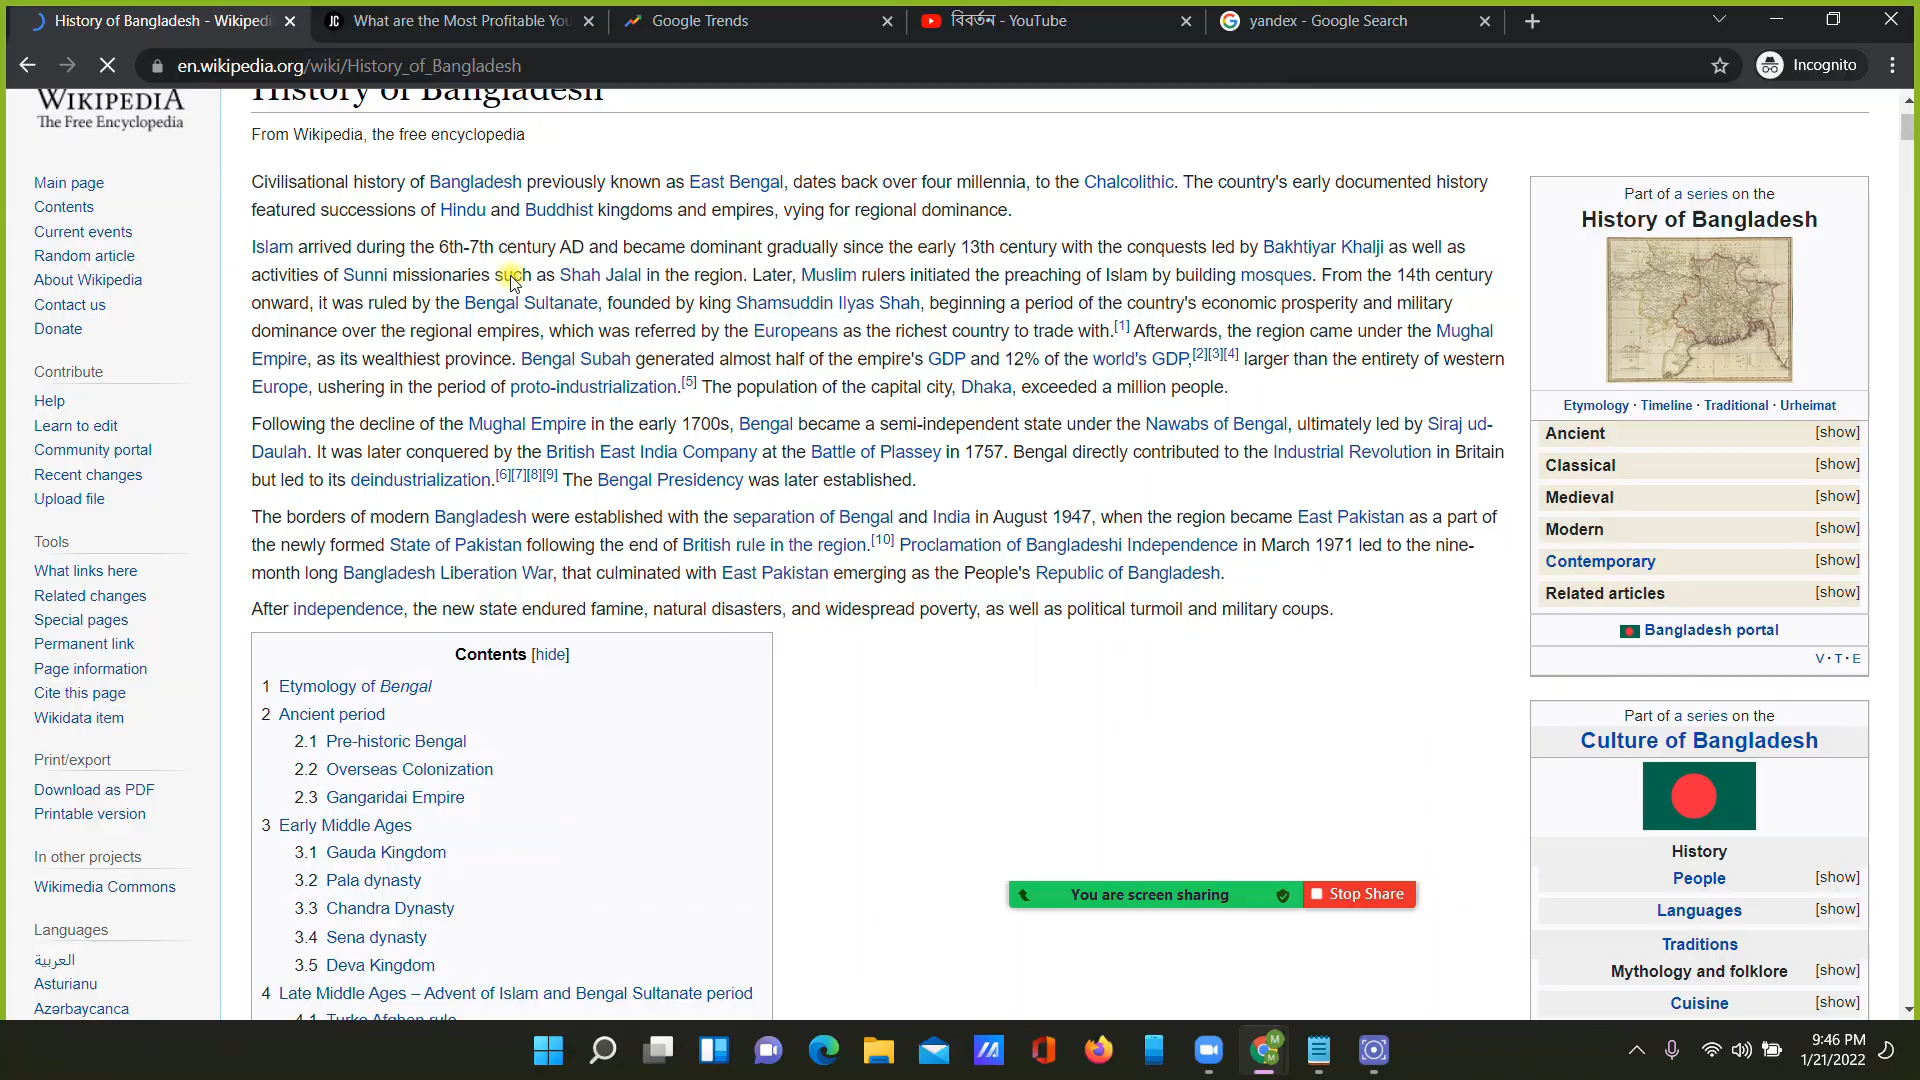 History of Bangladesh - Wikipedi
What are the Most Profitable You
Google Trends
বিবর্তন - YouTube
yandex - Google Search
en.wikipedia.org/wiki/History_of_Bangladesh
Incognito
WIKIPEDIA
The Free Encyclopedia
Main page
Contents
Current events
Random article
About Wikipedia
Contact us
Donate
Contribute
Help
Learn to edit
Community portal
Recent changes
Upload file
Tools
What links here
Related changes
Special pages
Permanent link
Page information
Cite this page
Wikidata item
Print/export
Download as PDF
Printable version
In other projects
Wikimedia Commons
Languages
العربية
Asturianu
Azərbaycanca
History of Bangladesh
From Wikipedia, the free encyclopedia
Civilisational history of Bangladesh previously known as East Bengal, dates back over four millennia, to the Chalcolithic. The country's early documented history
featured successions of Hindu and Buddhist kingdoms and empires, vying for regional dominance.
Islam arrived during the 6th-7th century AD and became dominant gradually since the early 13th century with the conquests led by Bakhtiyar Khalji as well as
activities of Sunni missionaries such as Shah Jalal in the region. Later, Muslim rulers initiated the preaching of Islam by building mosques. From the 14th century
onward, it was ruled by the Bengal Sultanate, founded by king Shamsuddin Ilyas Shah, beginning a period of the country's economic prosperity and military
dominance over the regional empires, which was referred by the Europeans as the richest country to trade with.[1] Afterwards, the region came under the Mughal
Empire, as its wealthiest province. Bengal Subah generated almost half of the empire's GDP and 12% of the world's GDP,[2][3][4] larger than the entirety of western
Europe, ushering in the period of proto-industrialization.[5] The population of the capital city, Dhaka, exceeded a million people.
Following the decline of the Mughal Empire in the early 1700s, Bengal became a semi-independent state under the Nawabs of Bengal, ultimately led by Siraj ud-
Daulah. It was later conquered by the British East India Company at the Battle of Plassey in 1757. Bengal directly contributed to the Industrial Revolution in Britain
but led to its deindustrialization.[6][7][8][9] The Bengal Presidency was later established.
The borders of modern Bangladesh were established with the separation of Bengal and India in August 1947, when the region became East Pakistan as a part of
the newly formed State of Pakistan following the end of British rule in the region.[10] Proclamation of Bangladeshi Independence in March 1971 led to the nine-
month long Bangladesh Liberation War, that culminated with East Pakistan emerging as the People's Republic of Bangladesh.
After independence, the new state endured famine, natural disasters, and widespread poverty, as well as political turmoil and military coups.
Contents [hide]
1 Etymology of Bengal
2 Ancient period
2.1 Pre-historic Bengal
2.2 Overseas Colonization
2.3 Gangaridai Empire
3 Early Middle Ages
3.1 Gauda Kingdom
3.2 Pala dynasty
3.3 Chandra Dynasty
3.4 Sena dynasty
3.5 Deva Kingdom
4 Late Middle Ages – Advent of Islam and Bengal Sultanate period
4.1 Turko Afghan rule
Part of a series on the
History of Bangladesh
Etymology · Timeline · Traditional · Urheimat
Ancient [show]
Classical [show]
Medieval [show]
Modern [show]
Contemporary [show]
Related articles [show]
Bangladesh portal
V · T · E
Part of a series on the
Culture of Bangladesh
History
People [show]
Languages [show]
Traditions
Mythology and folklore [show]
Cuisine [show]
You are screen sharing
Stop Share
9:46 PM
1/21/2022